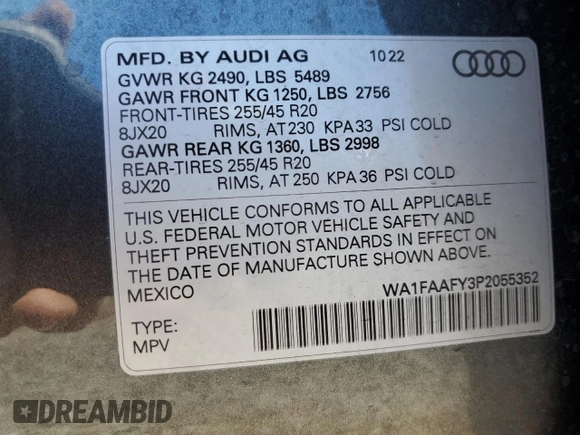 MFD. BY AUDI AG 10 22
GVWR KG 2490, LBS 5489
GAWR FRONT KG 1250, LBS 2756
FRONT-TIRES 255/45 R20
8JX20 RIMS, AT 230 KPA 33 PSI COLD
GAWR REAR KG 1360, LBS 2998
REAR-TIRES 255/45 R20
8JX20 RIMS, AT 250 KPA 36 PSI COLD
THIS VEHICLE CONFORMS TO ALL APPLICABLE
U.S. FEDERAL MOTOR VEHICLE SAFETY AND
THEFT PREVENTION STANDARDS IN EFFECT ON
THE DATE OF MANUFACTURE SHOWN ABOVE.
MEXICO
WA1FAAFY3P2055352
TYPE:
MPV
DREAMBID